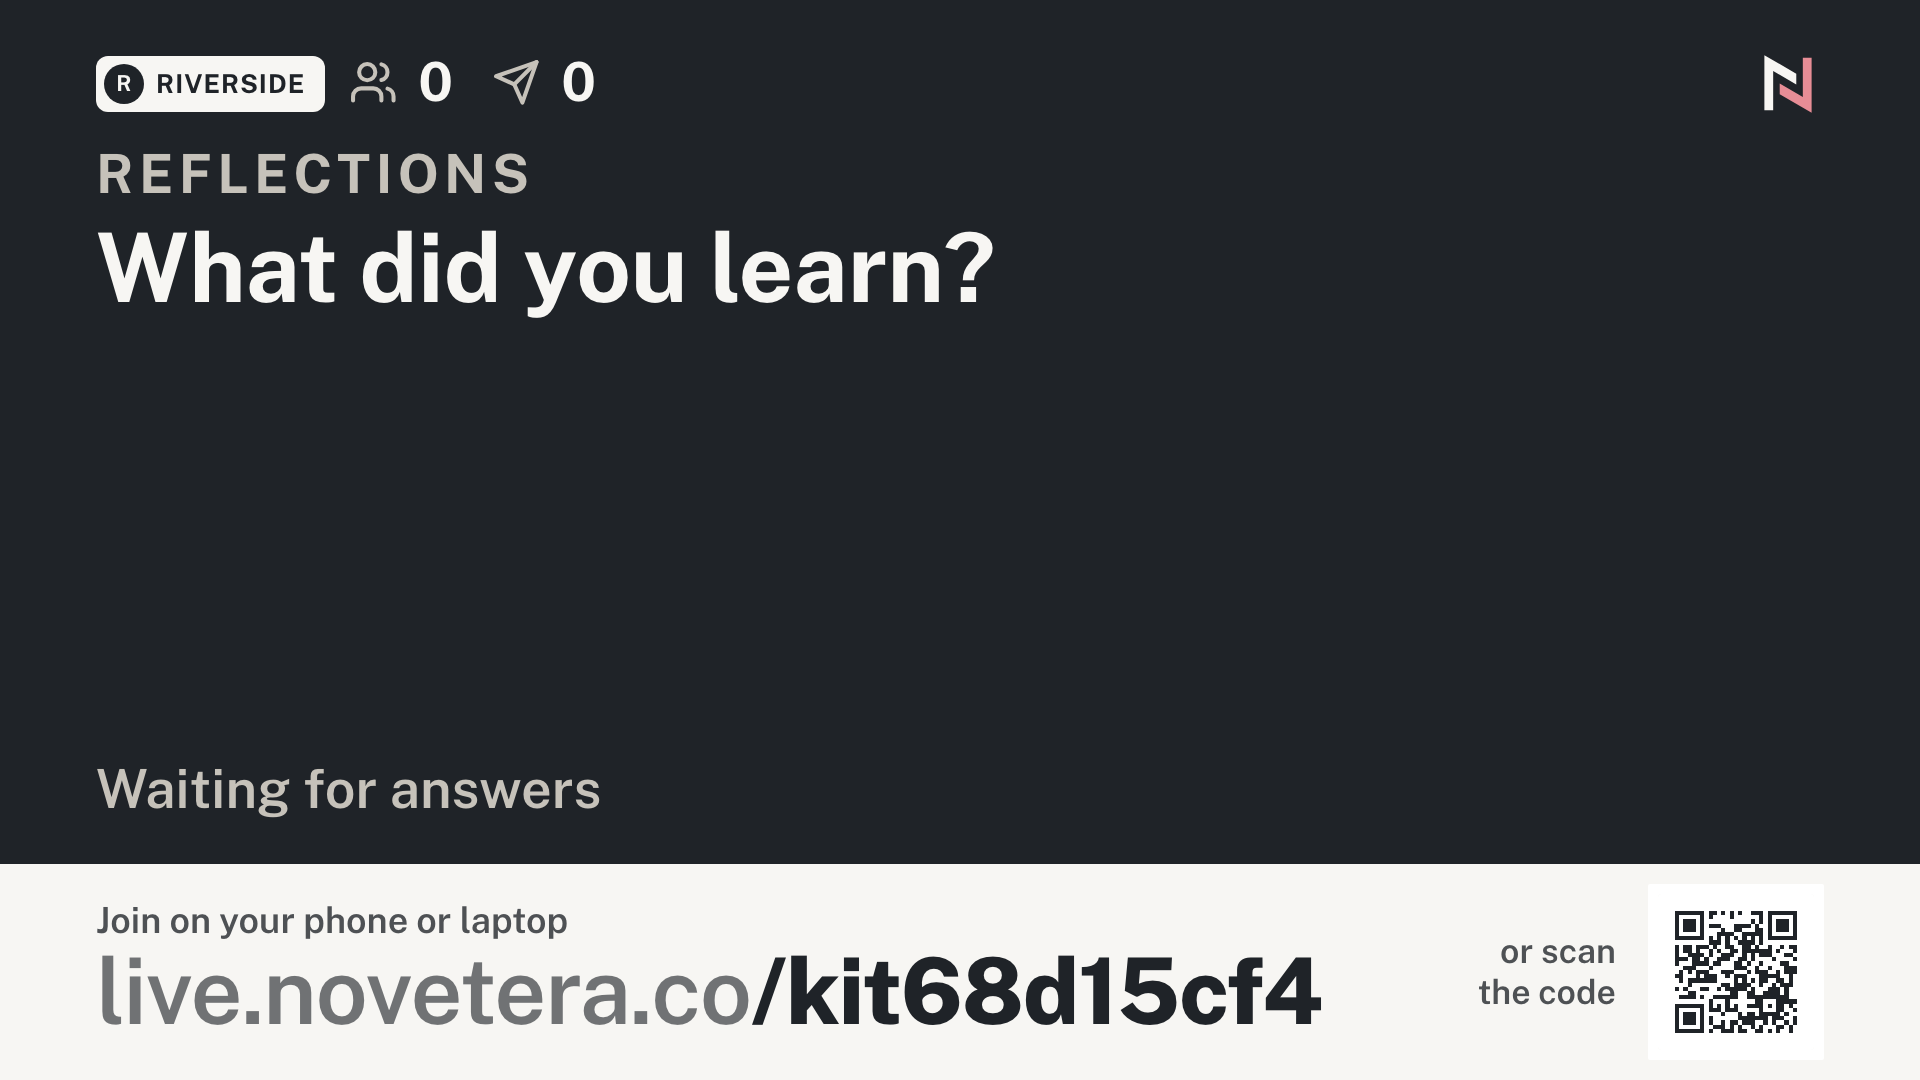 R RIVERSIDE 0 0
REFLECTIONS
What did you learn?
Waiting for answers
Join on your phone or laptop
live.novetera.co/kit68d15cf4
or scan
the code